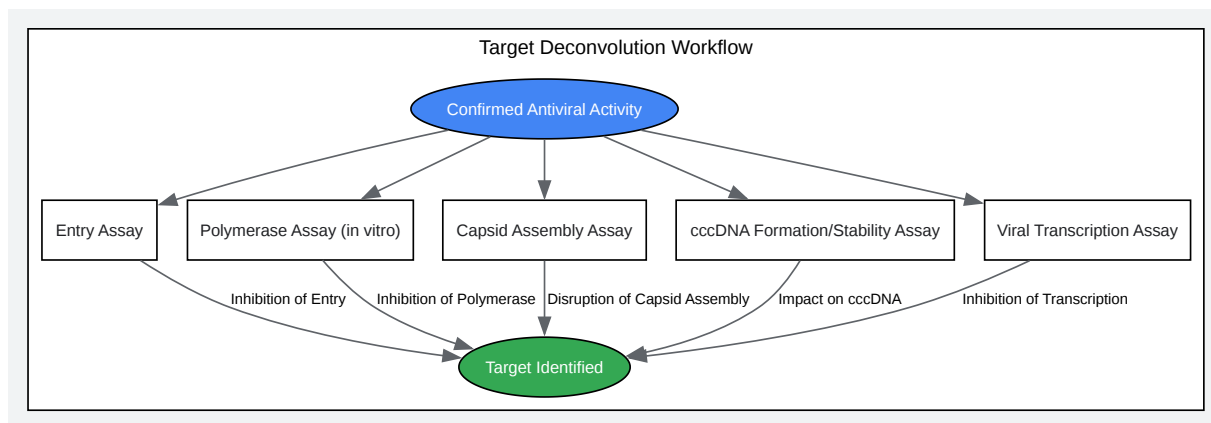 Target Deconvolution Workflow
Confirmed Antiviral Activity
Entry Assay
Polymerase Assay (in vitro)
Capsid Assembly Assay
cccDNA Formation/Stability Assay
Viral Transcription Assay
Inhibition of Entry
Inhibition of Polymerase
Disruption of Capsid Assembly
Impact on cccDNA
Inhibition of Transcription
Target Identified